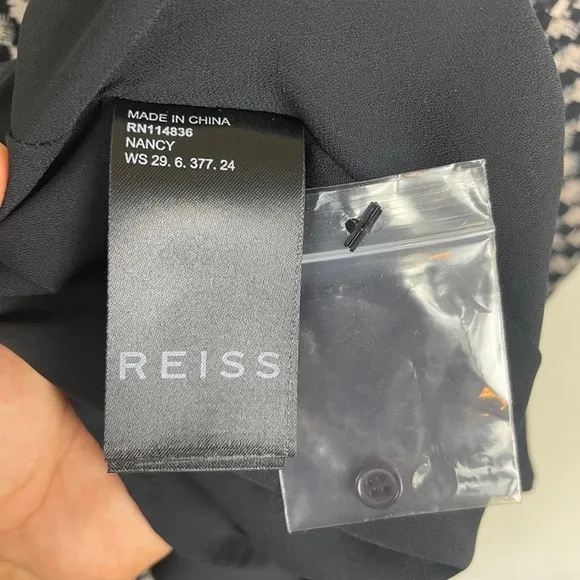 MADE IN CHINA
RN114836
NANCY
WS 29. 6. 377. 24
REISS